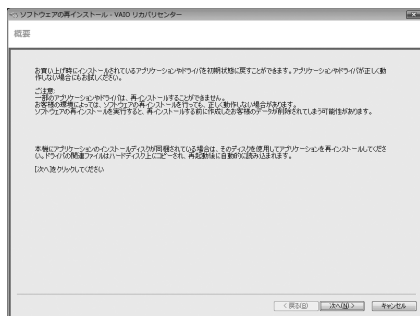 ソフトウェアの再インストール - VAIO リカバリセンター
概要
お買い上げ時にインストールされているアプリケーションやドライバを初期状態に戻すことができます。アプリケーションやドライバが正しく動
作しない場合にもお試しください。
ご注意:
一部のアプリケーションやドライバは、再インストールすることができません。
お客様の環境によっては、ソフトウェアの再インストールを行っても、正しく動作しない場合があります。
ソフトウェアの再インストールを実行すると、再インストールする前に作成したお客様のデータが削除されてしまう可能性があります。
本機にアプリケーションのインストールディスクが同梱されている場合は、そのディスクを使用してアプリケーションを再インストールしてくださ
い。ドライバの関連ファイルはハードディスク上にコピーされ、再起動後に自動的に読み込まれます。
[次へ]をクリックしてください
< 戻る(B)
次へ(N) >
キャンセル